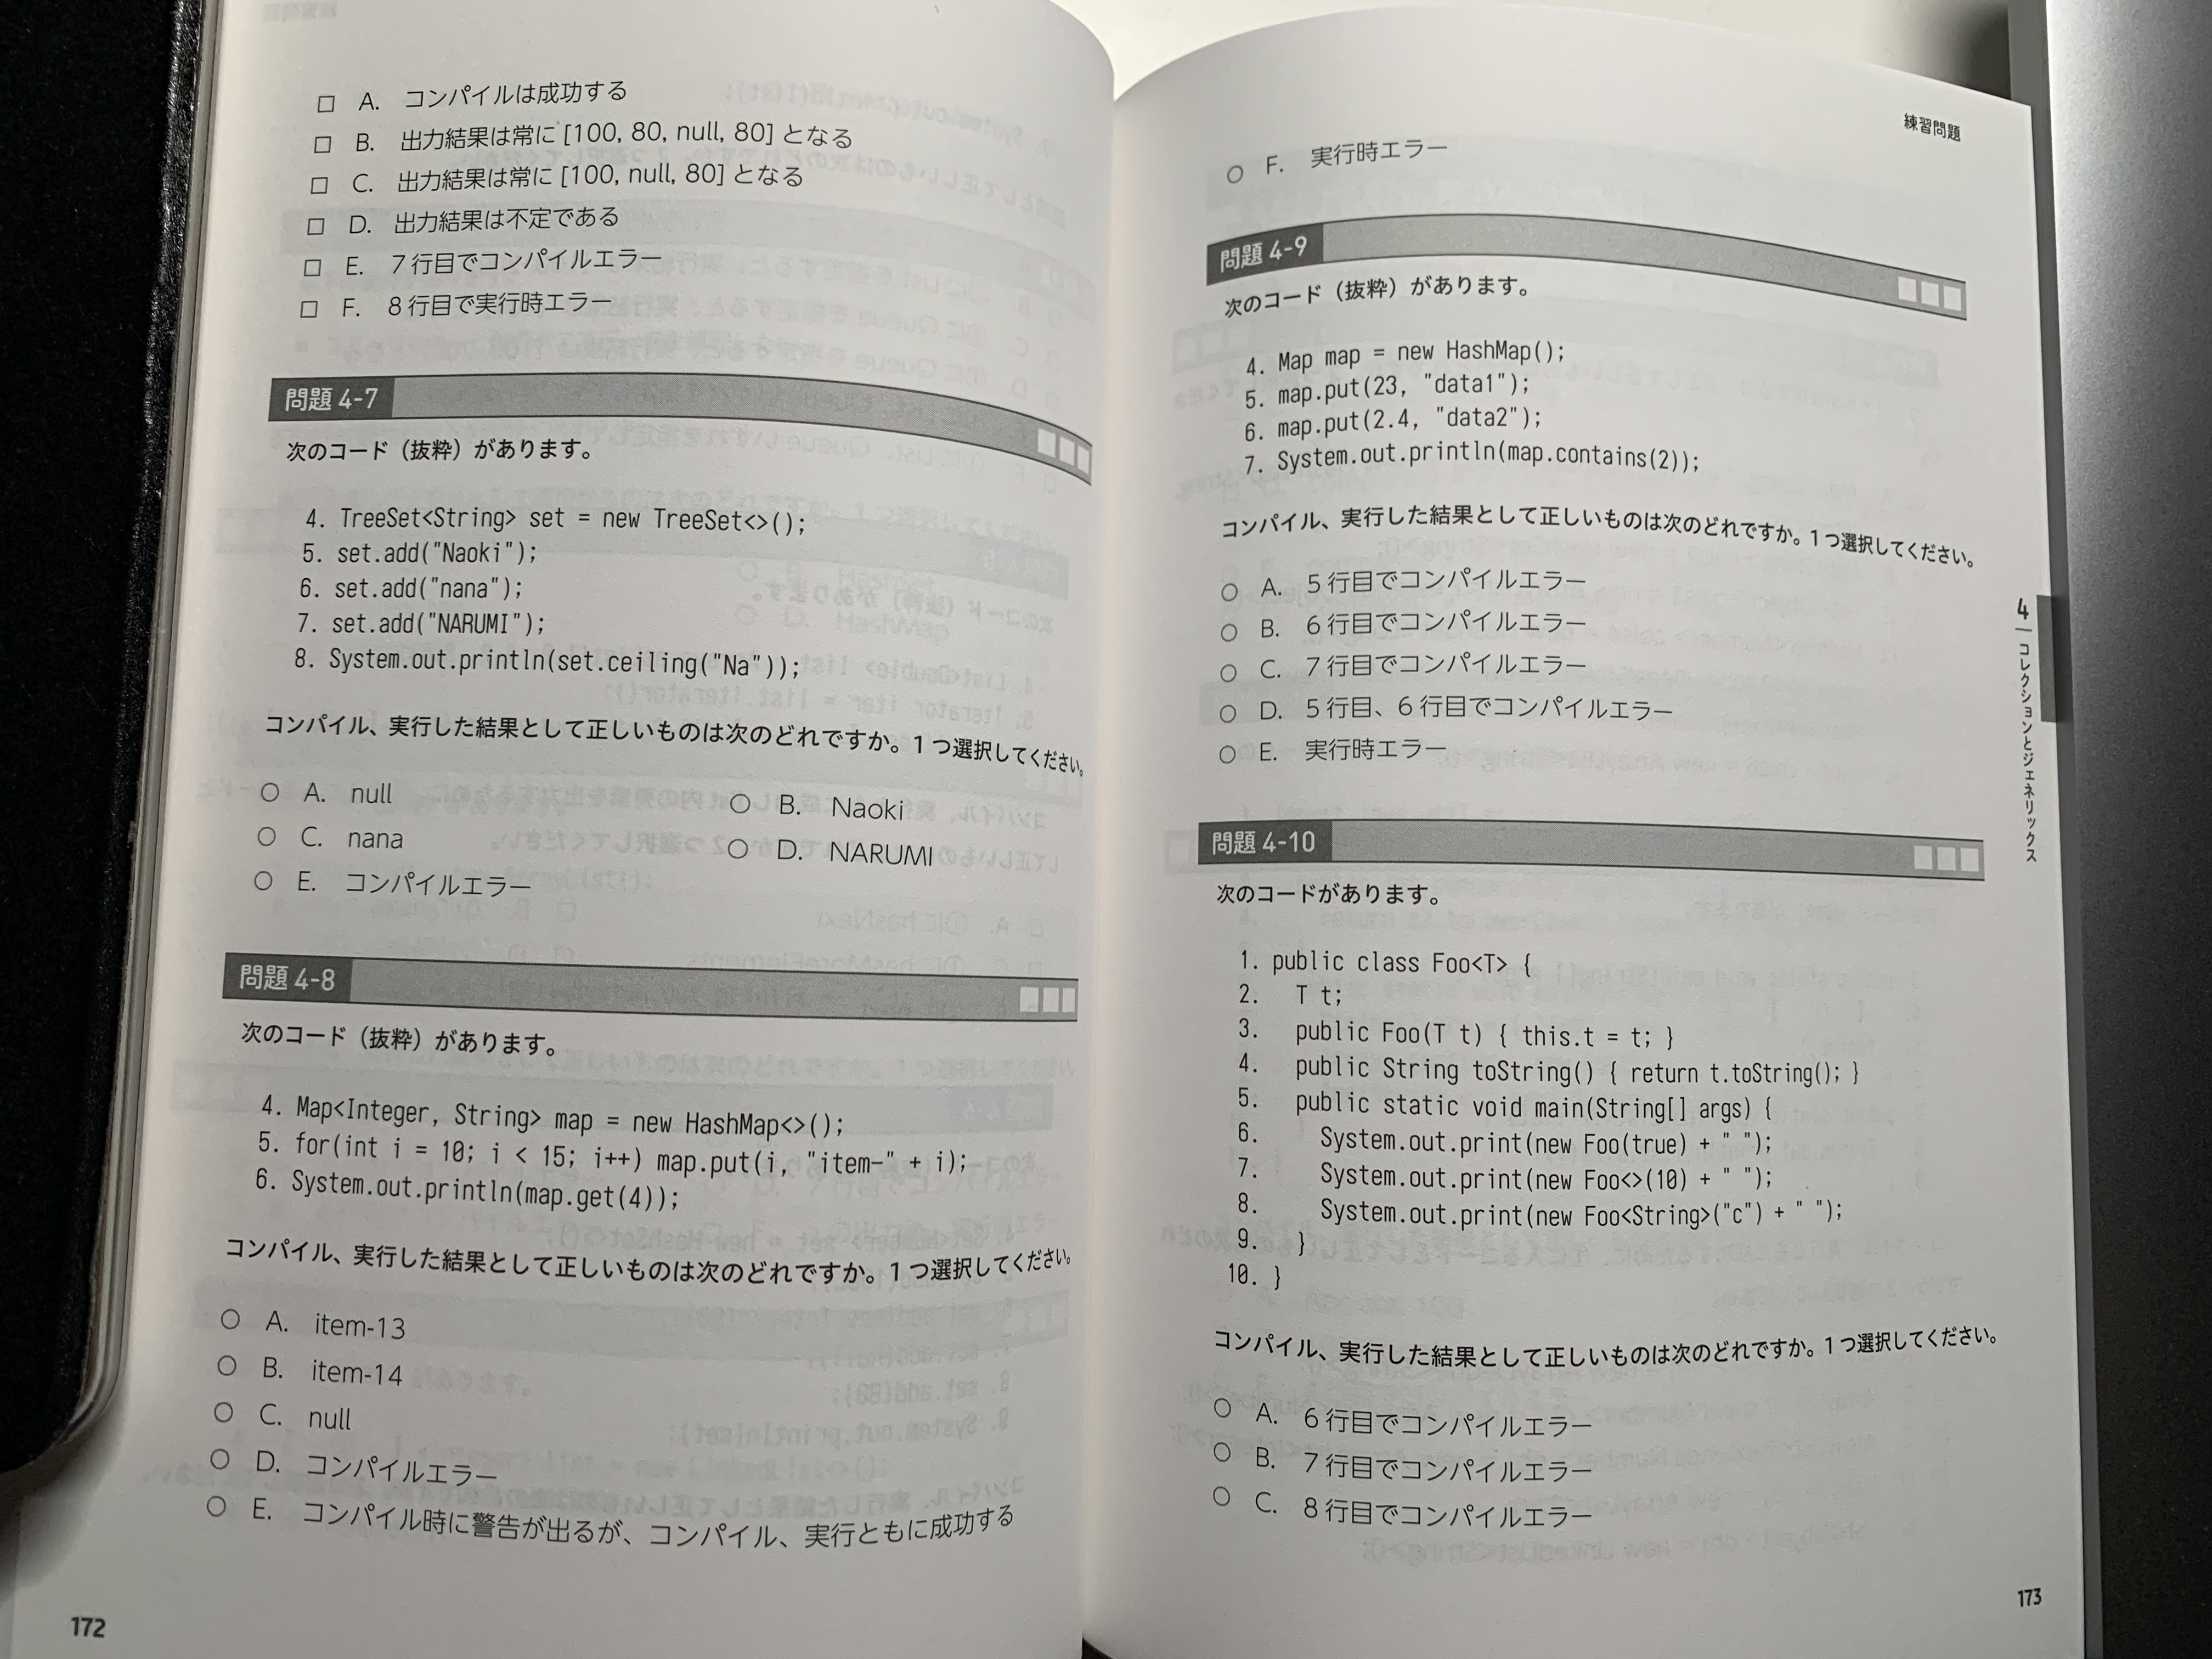 □ A. コンパイルは成功する
□ B. 出力結果は常に [100, 80, null, 80] となる
□ C. 出力結果は常に [100, null, 80] となる
□ D. 出力結果は不定である
□ E. 7行目でコンパイルエラー
□ F. 8行目で実行時エラー
問題 4-7
次のコード（抜粋）があります。
4. TreeSet<String> set = new TreeSet<>();
5. set.add("Naoki");
6. set.add("nana");
7. set.add("NARUMI");
8. System.out.println(set.ceiling("Na"));
コンパイル、実行した結果として正しいものは次のどれですか。1つ選択してください。
○ A. null ○ B. Naoki
○ C. nana ○ D. NARUMI
○ E. コンパイルエラー
問題 4-8
次のコード（抜粋）があります。
4. Map<Integer, String> map = new HashMap<>();
5. for(int i = 10; i < 15; i++) map.put(i, "item-" + i);
6. System.out.println(map.get(4));
コンパイル、実行した結果として正しいものは次のどれですか。1つ選択してください。
○ A. item-13
○ B. item-14
○ C. null
○ D. コンパイルエラー
○ E. コンパイル時に警告が出るが、コンパイル、実行ともに成功する
172
練習問題
○ F. 実行時エラー
問題 4-9
次のコード（抜粋）があります。
4. Map map = new HashMap();
5. map.put(23, "data1");
6. map.put(2.4, "data2");
7. System.out.println(map.contains(2));
コンパイル、実行した結果として正しいものは次のどれですか。1つ選択してください。
○ A. 5行目でコンパイルエラー
○ B. 6行目でコンパイルエラー
○ C. 7行目でコンパイルエラー
○ D. 5行目、6行目でコンパイルエラー
○ E. 実行時エラー
問題 4-10
次のコードがあります。
1. public class Foo<T> {
2. T t;
3. public Foo(T t) { this.t = t; }
4. public String toString() { return t.toString(); }
5. public static void main(String[] args) {
6. System.out.print(new Foo(true) + " ");
7. System.out.print(new Foo<>(10) + " ");
8. System.out.print(new Foo<String>("c") + " ");
9. }
10. }
コンパイル、実行した結果として正しいものは次のどれですか。1つ選択してください。
○ A. 6行目でコンパイルエラー
○ B. 7行目でコンパイルエラー
○ C. 8行目でコンパイルエラー
4 コレクションとジェネリックス
173